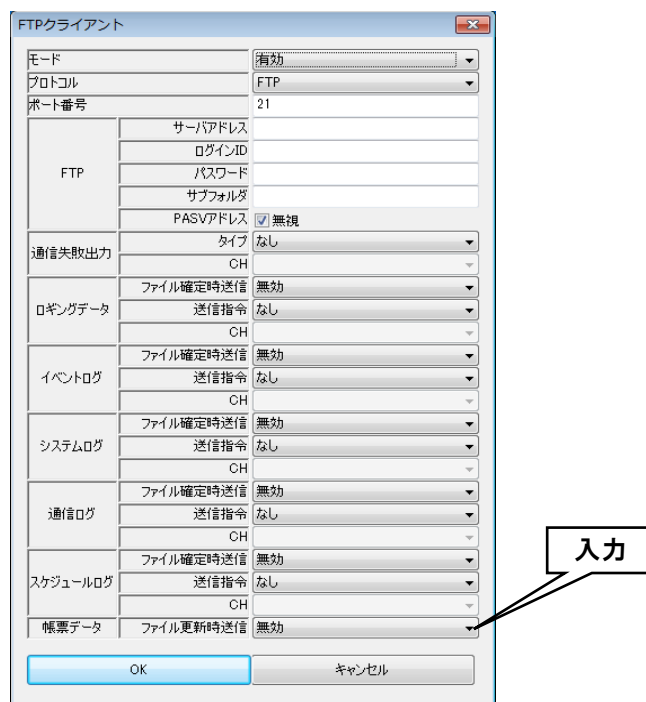 FTPクライアント
モード 有効
プロトコル FTP
ポート番号 21
FTP
サーバアドレス
ログインID
パスワード
サブフォルダ
PASVアドレス 無視
通信失敗出力
タイプ なし
CH
ロギングデータ
ファイル確定時送信 無効
送信指令 なし
CH
イベントログ
ファイル確定時送信 無効
送信指令 なし
CH
システムログ
ファイル確定時送信 無効
送信指令 なし
CH
通信ログ
ファイル確定時送信 無効
送信指令 なし
CH
スケジュールログ
ファイル確定時送信 無効
送信指令 なし
CH
帳票データ ファイル更新時送信 無効
入力
OK キャンセル